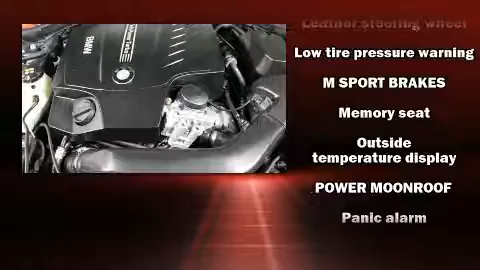 Leather steering wheel
Low tire pressure warning
M SPORT BRAKES
Memory seat
Outside
temperature display
POWER MOONROOF
Panic alarm
BMW